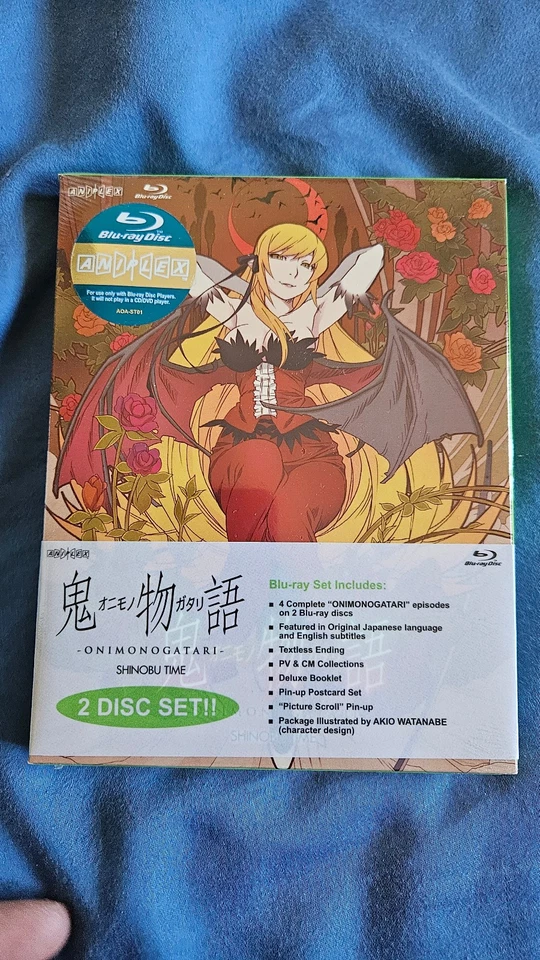 ANIPLEX
Blu-ray Disc
Blu-ray Disc™
ANIPLEX
For use only with Blu-ray Disc Players.
It will not play in a CD/DVD player.
AOA-ST01
ANIPLEX
Blu-ray Disc
鬼オニモノ物ガタリ語
-ONIMONOGATARI-
SHINOBU TIME
2 DISC SET!!
Blu-ray Set Includes:
■ 4 Complete “ONIMONOGATARI” episodes
on 2 Blu-ray discs
■ Featured in Original Japanese language
and English subtitles
■ Textless Ending
■ PV & CM Collections
■ Deluxe Booklet
■ Pin-up Postcard Set
■ “Picture Scroll” Pin-up
■ Package Illustrated by AKIO WATANABE
(character design)